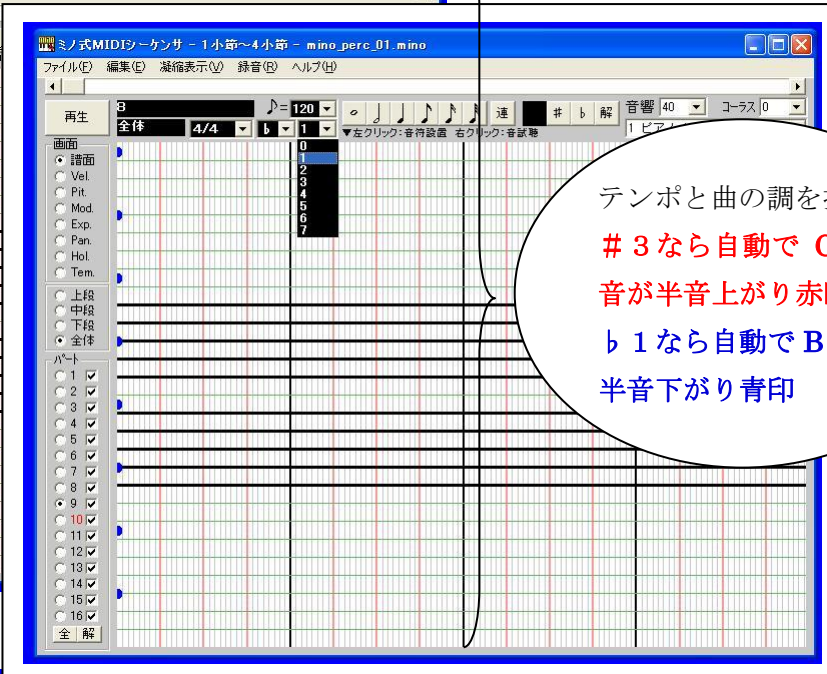 ミノ式MIDIシーケンサ - 1小節～4小節 - mino_perc_01.mino
ファイル(F) 編集(E) 凝縮表示(V) 録音(R) ヘルプ(H)
再生
8
♪= 120
連 # ♭ 解
音響 40 コーラス 0
全体 4/4 ♭ 1
▼左クリック:音符設置 右クリック:音試聴
1 ピアノ
0
1
2
3
4
5
6
7
画面
譜面
Vel.
Pit.
Mod.
Exp.
Pan.
Hol.
Tem.
上段
中段
下段
全体
パート
1
2
3
4
5
6
7
8
9
10
11
12
13
14
15
16
全 解
テンポと曲の調を
＃３なら自動で
音が半音上がり赤
♭１なら自動で B
半音下がり青印